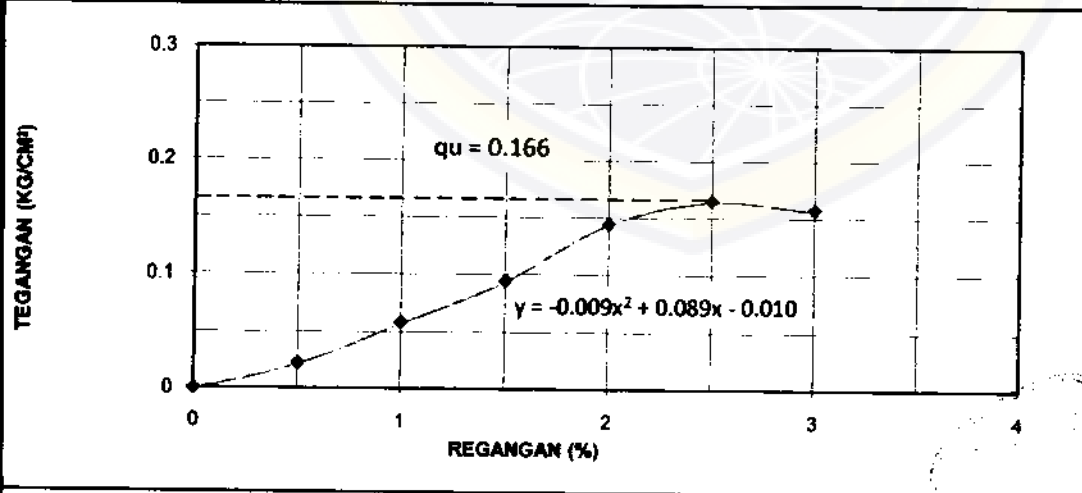 0.3
0.2
0.1
0
TEGANGAN (KG/CM²)
qu = 0.166
y = -0.009x² + 0.089x - 0.010
0 1 2 3 4
REGANGAN (%)